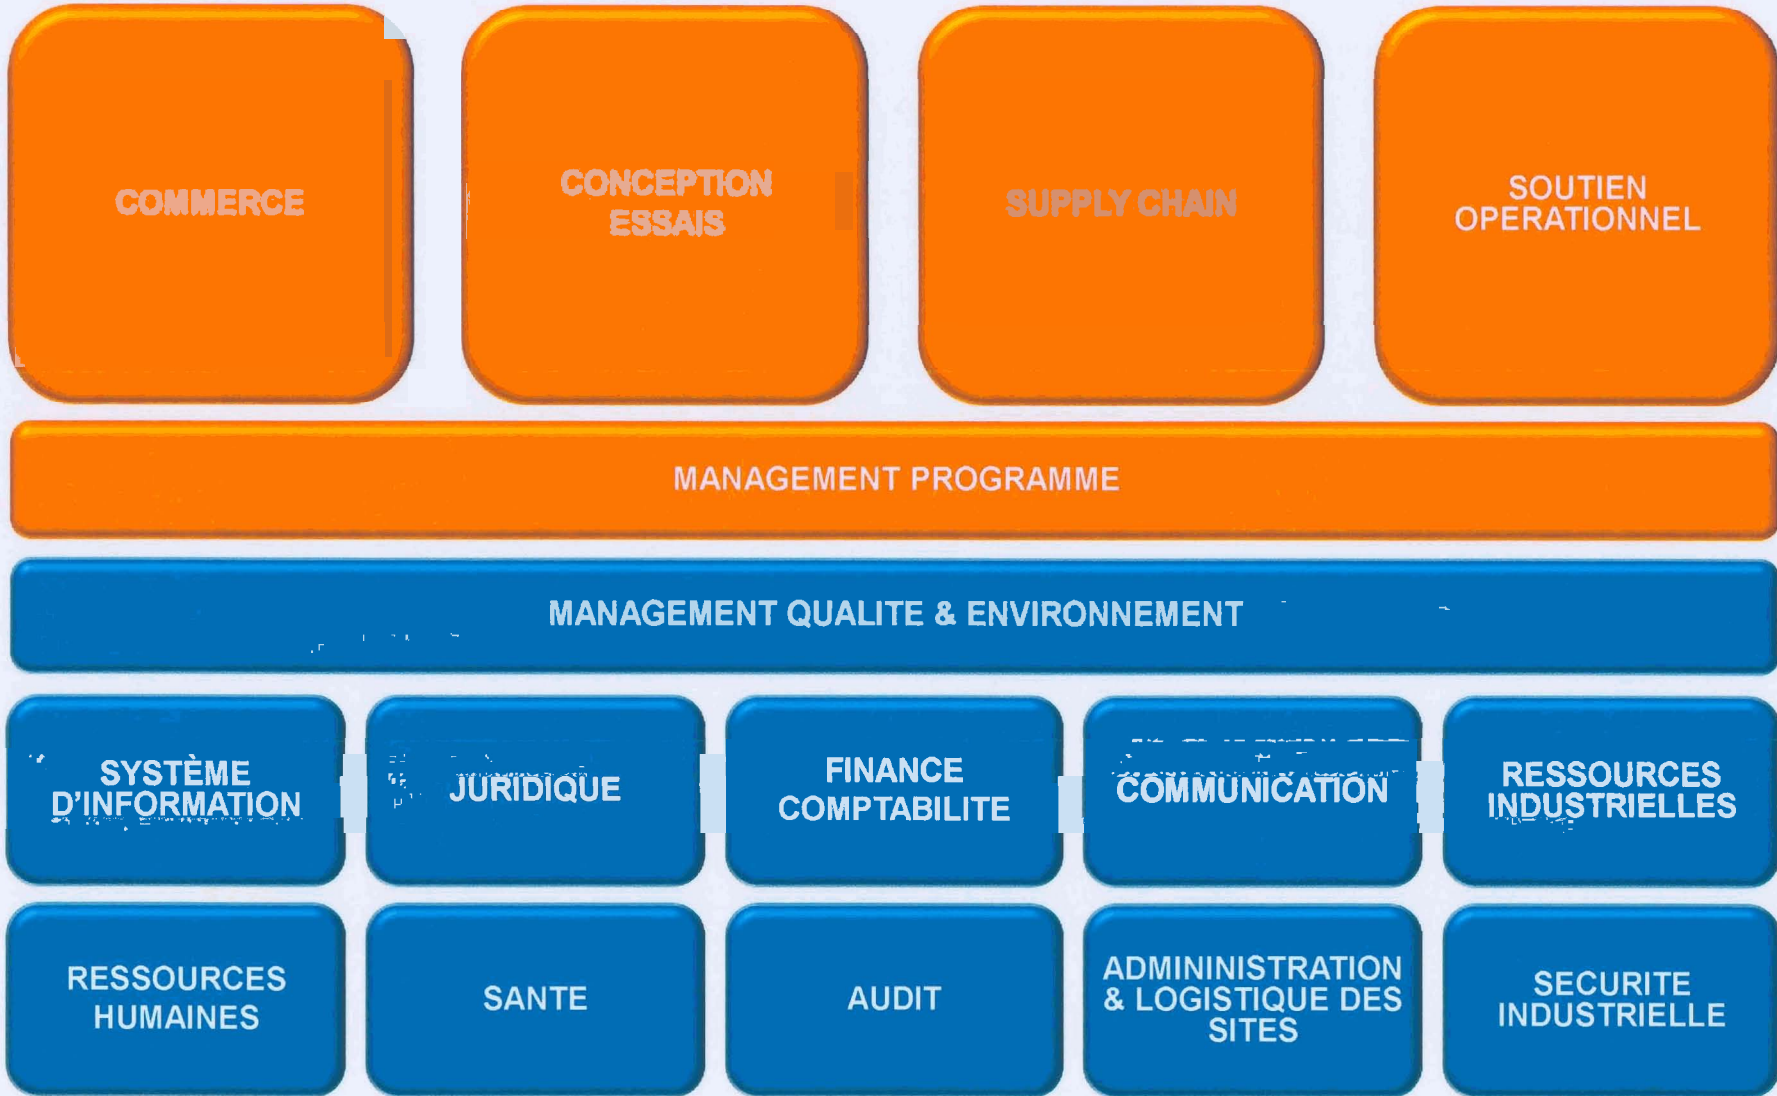 COMMERCE
CONCEPTION
ESSAIS
SUPPLY CHAIN
SOUTIEN
OPERATIONNEL
MANAGEMENT PROGRAMME
MANAGEMENT QUALITE & ENVIRONNEMENT
SYSTÈME
D'INFORMATION
JURIDIQUE
FINANCE
COMPTABILITE
COMMUNICATION
RESSOURCES
INDUSTRIELLES
RESSOURCES
HUMAINES
SANTE
AUDIT
ADMININISTRATION
& LOGISTIQUE DES
SITES
SECURITE
INDUSTRIELLE